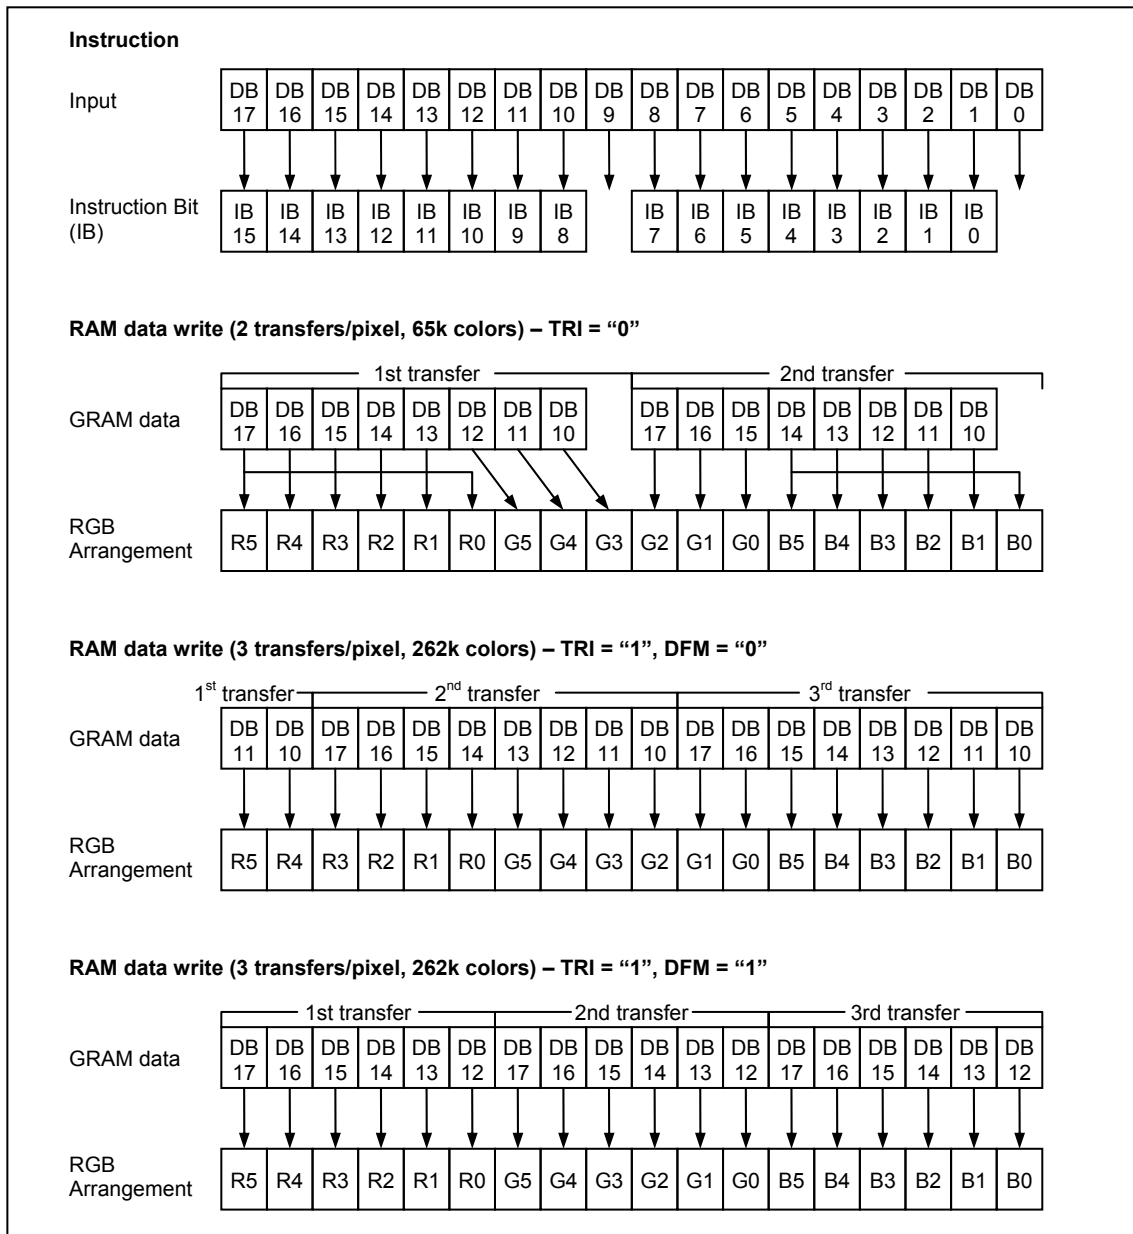 Instruction
Input
DB DB DB DB DB DB DB DB DB DB DB DB DB DB DB DB DB DB
17 16 15 14 13 12 11 10 9 8 7 6 5 4 3 2 1 0
Instruction Bit
(IB)
IB IB IB IB IB IB IB IB IB IB IB IB IB IB IB IB
15 14 13 12 11 10 9 8 7 6 5 4 3 2 1 0
RAM data write (2 transfers/pixel, 65k colors) – TRI = “0”
1st transfer 2nd transfer
GRAM data
DB DB DB DB DB DB DB DB DB DB DB DB DB DB DB DB
17 16 15 14 13 12 11 10 17 16 15 14 13 12 11 10
RGB
Arrangement
R5 R4 R3 R2 R1 R0 G5 G4 G3 G2 G1 G0 B5 B4 B3 B2 B1 B0
RAM data write (3 transfers/pixel, 262k colors) – TRI = “1”, DFM = “0”
1st transfer 2nd transfer 3rd transfer
GRAM data
DB DB DB DB DB DB DB DB DB DB DB DB DB DB DB DB DB DB
11 10 17 16 15 14 13 12 11 10 17 16 15 14 13 12 11 10
RGB
Arrangement
R5 R4 R3 R2 R1 R0 G5 G4 G3 G2 G1 G0 B5 B4 B3 B2 B1 B0
RAM data write (3 transfers/pixel, 262k colors) – TRI = “1”, DFM = “1”
1st transfer 2nd transfer 3rd transfer
GRAM data
DB DB DB DB DB DB DB DB DB DB DB DB DB DB DB DB DB DB
17 16 15 14 13 12 17 16 15 14 13 12 17 16 15 14 13 12
RGB
Arrangement
R5 R4 R3 R2 R1 R0 G5 G4 G3 G2 G1 G0 B5 B4 B3 B2 B1 B0